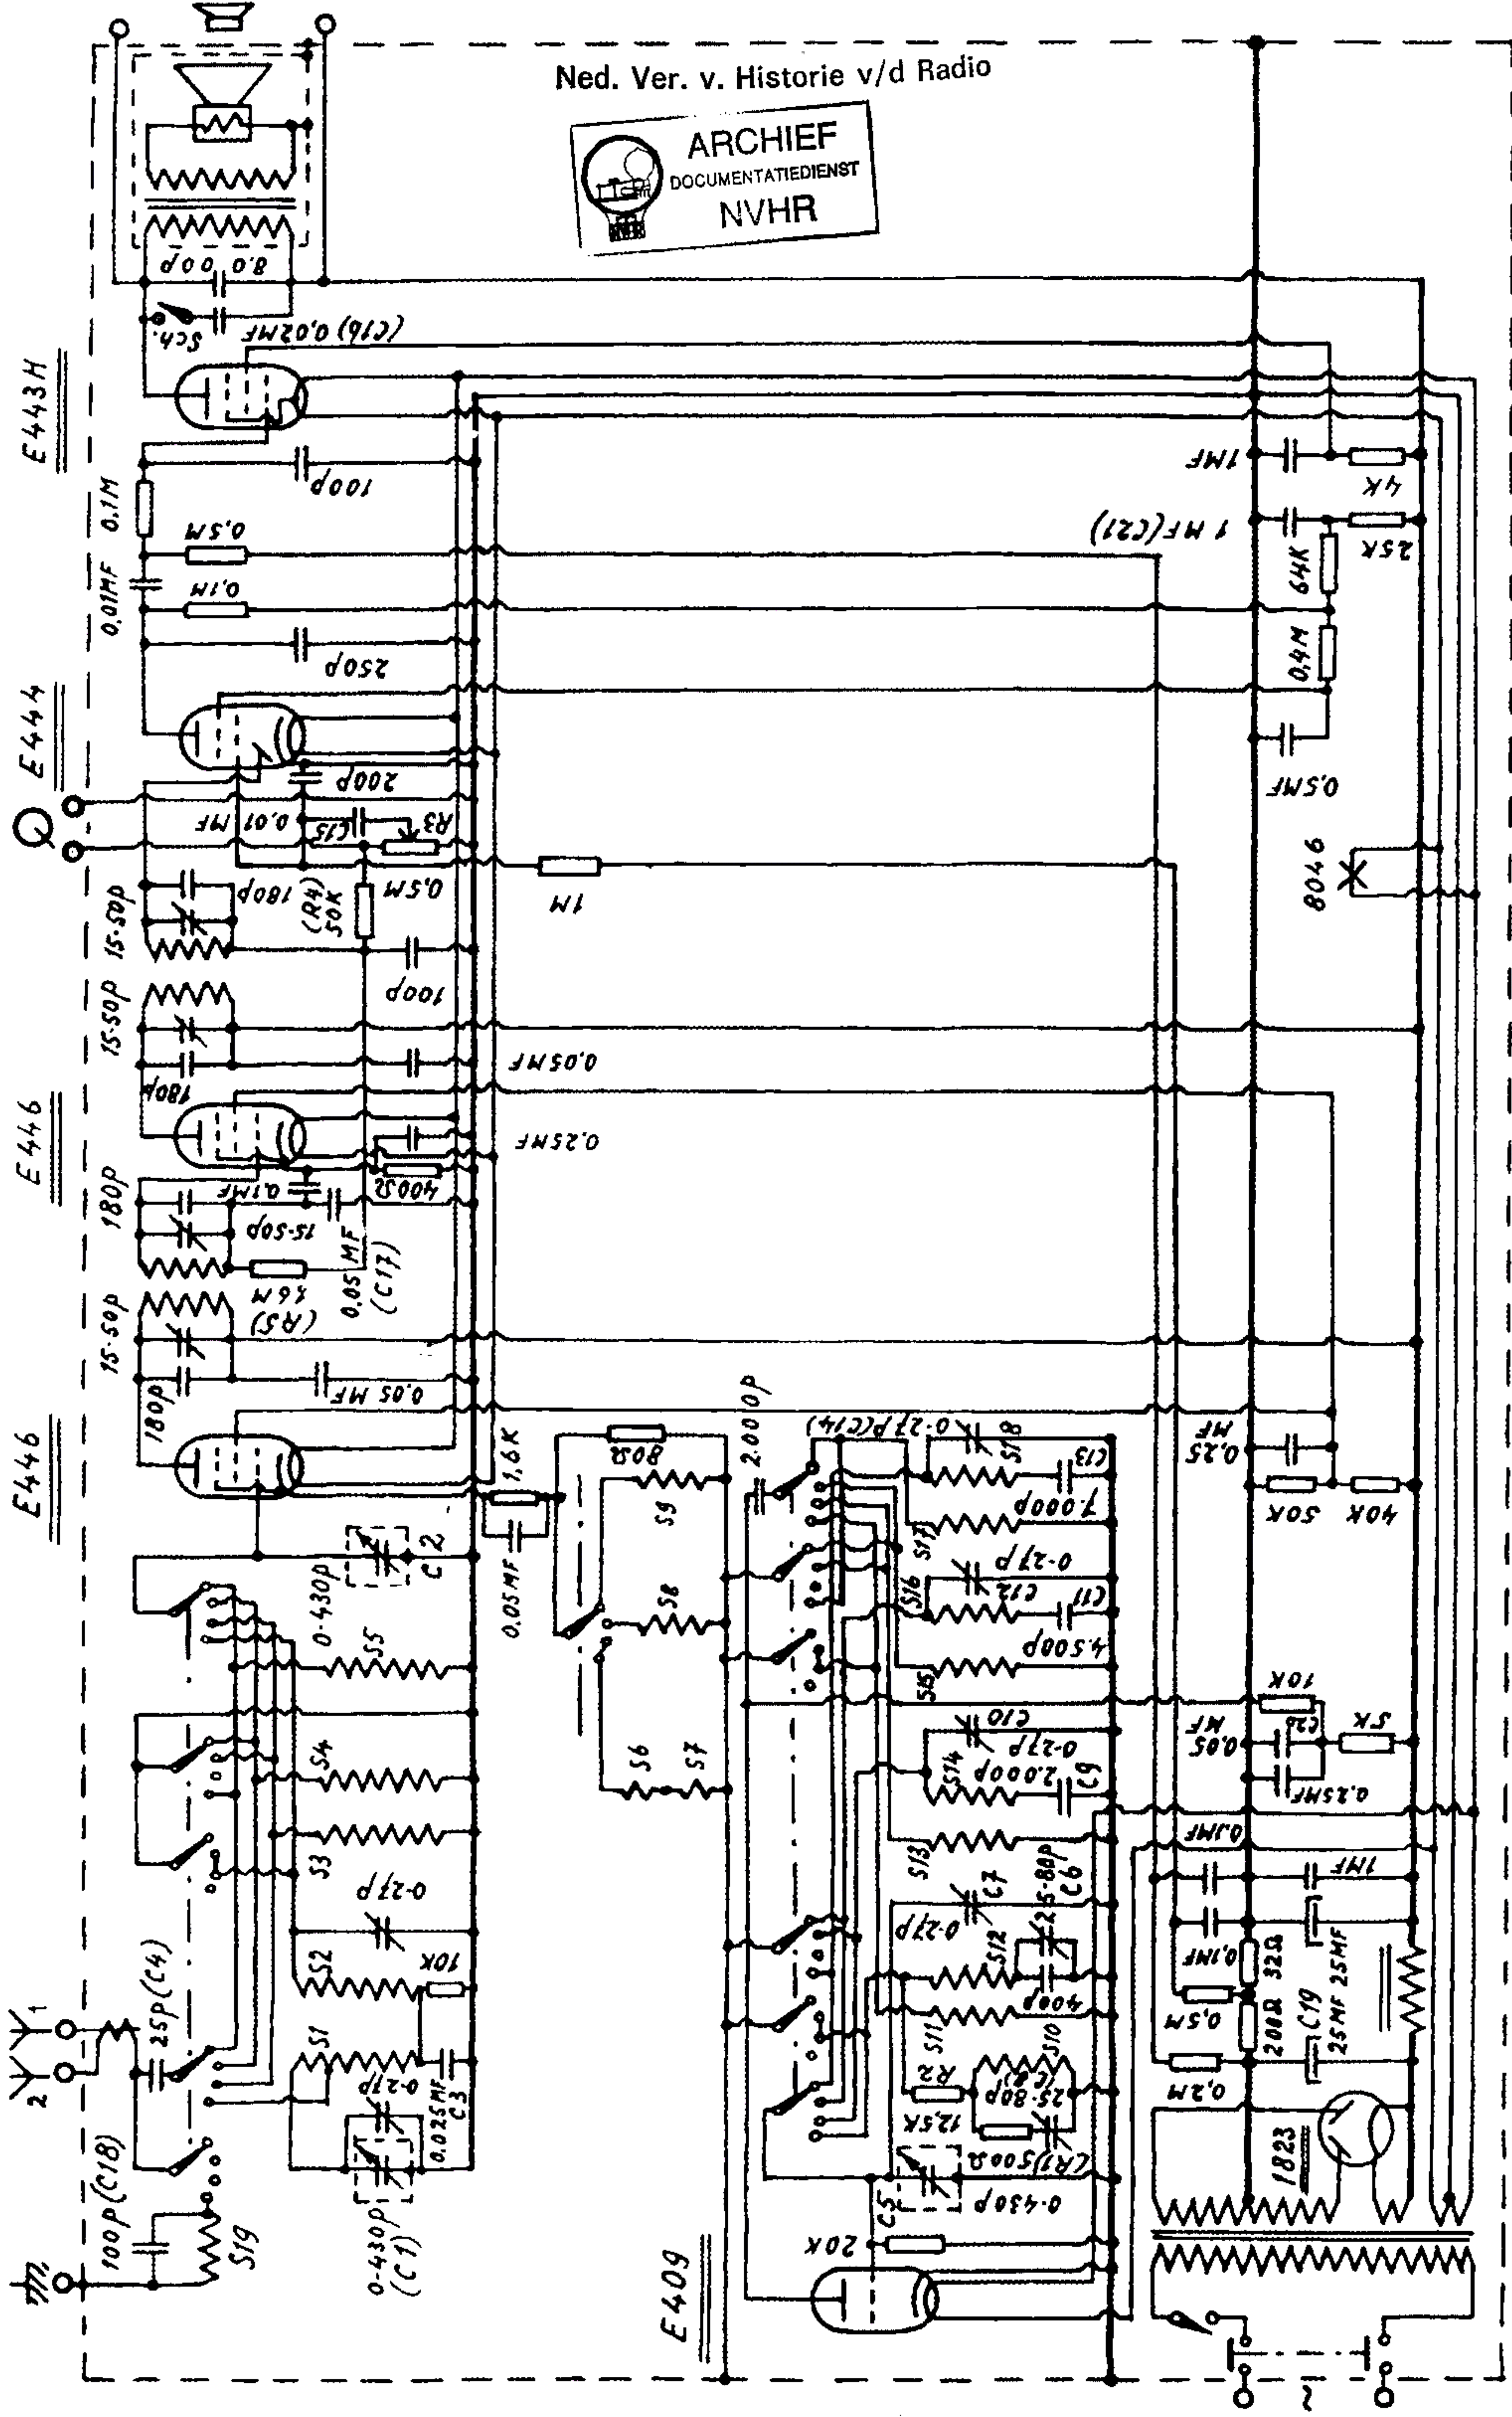 Ned. Ver. v. Historie v/d Radio
ARCHIEF
DOCUMENTATIEDIENST
NVHR
8.000p
Sch.
(C16) 0,02MF
E443H
100p
0.1M
0,5M
0,01MF
0,1M
250p
1MF
4K
1 MF(C21)
25K
64K
0,4M
0,5MF
E444
200p
0,01 MF
C15
R3
0,5M
1M
8046
15-50p
180p
(R4)
50K
100p
15-50p
180p
0,05MF
E446
0,25MF
180p
0,1MF
400Ω
15-50p
0.05 MF
(C17)
1,6M
(R5)
15-50p
180p
0,05 MF
E446
1,6K
0.05MF
0-430p
C2
80Ω
S9
S8
S6
S7
2.000p
0-27p(C14)
S18
C13
7.000p
S17
0-27p
S16
C12
C11
4.500p
S15
0,25
MF
50K
40K
S5
S4
S3
0-27p
S2
10K
S1
0-27p
0.025MF
C3
0-430p
(C1)
1
2
25p(C4)
100p(C18)
S19
C10
0-27p
S14
2.000p
C9
S13
C7
0-27p
25-80p
C6
S12
400p
S11
S10
R2
12,5K
25-80p
(C8)
(R1)500Ω
0-430p
C5
20K
E409
10K
0,05
MF
C20
5K
0,25MF
0,1MF
1MF
0,1MF
32Ω
25MF
0,5M
200Ω
C19
25MF
0,2M
1823
~